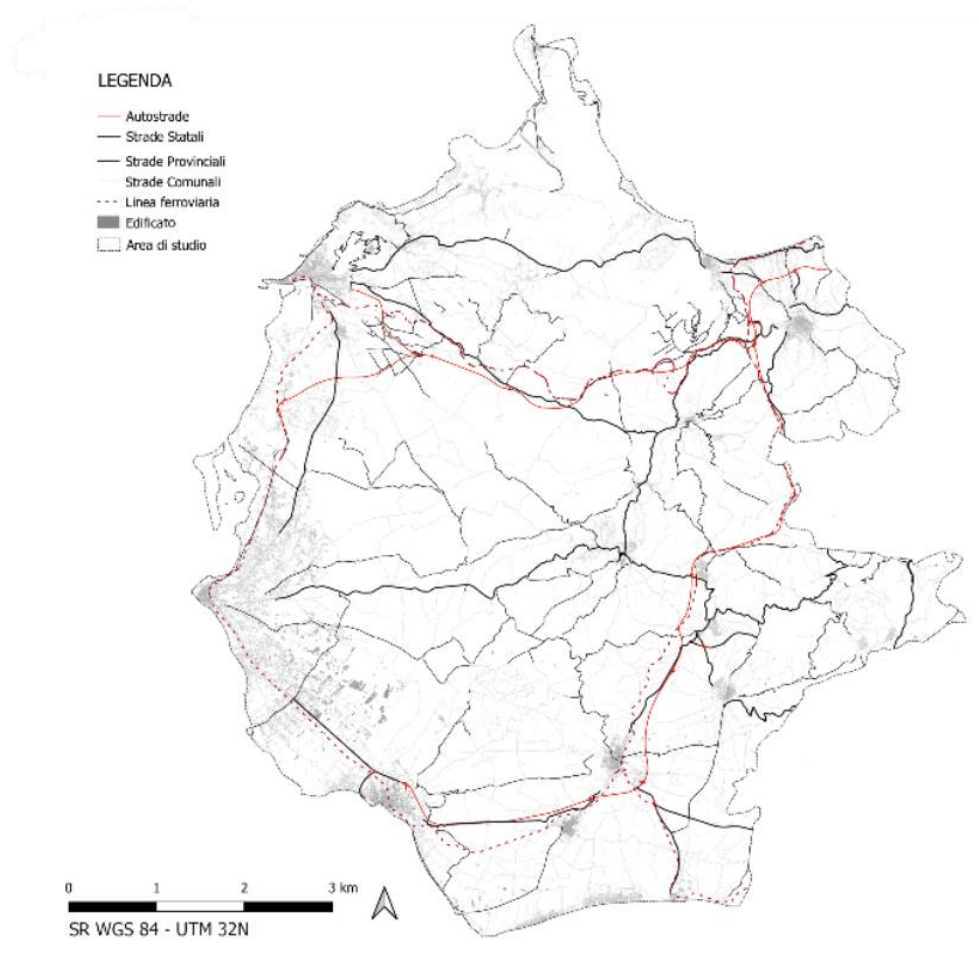 LEGENDA
Autostrade
Strade Statali
Strade Provinciali
Strade Comunali
Linea ferroviaria
Edificato
Area di studio
0 1 2 3 km
SR WGS 84 - UTM 32N